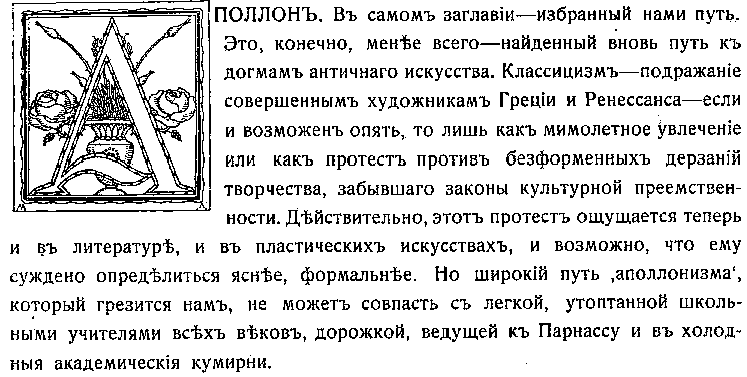 АПОЛЛОНЪ. Въ самомъ заглавіи—избранный нами путь.
Это, конечно, менѣе всего—найденный вновь путь къ
догмамъ античнаго искусства. Классицизмъ—подражаніе
совершеннымъ художникамъ Греціи и Ренессанса—если
и возможенъ опять, то лишь какъ мимолетное увлеченіе
или какъ протестъ противъ безформенныхъ дерзаній
творчества, забывшаго законы культурной преемствен-
ности. Дѣйствительно, этотъ протестъ ощущается теперь
и въ литературѣ, и въ пластическихъ искусствахъ, и возможно, что ему
суждено опредѣлиться яснѣе, формальнѣе. Но широкій путь ‚аполлонизма‘,
который грезится намъ, не можетъ совпасть съ легкой, утоптанной школь-
ными учителями всѣхъ вѣковъ, дорожкой, ведущей къ Парнассу и въ холод-
ныя академическія кумирни.